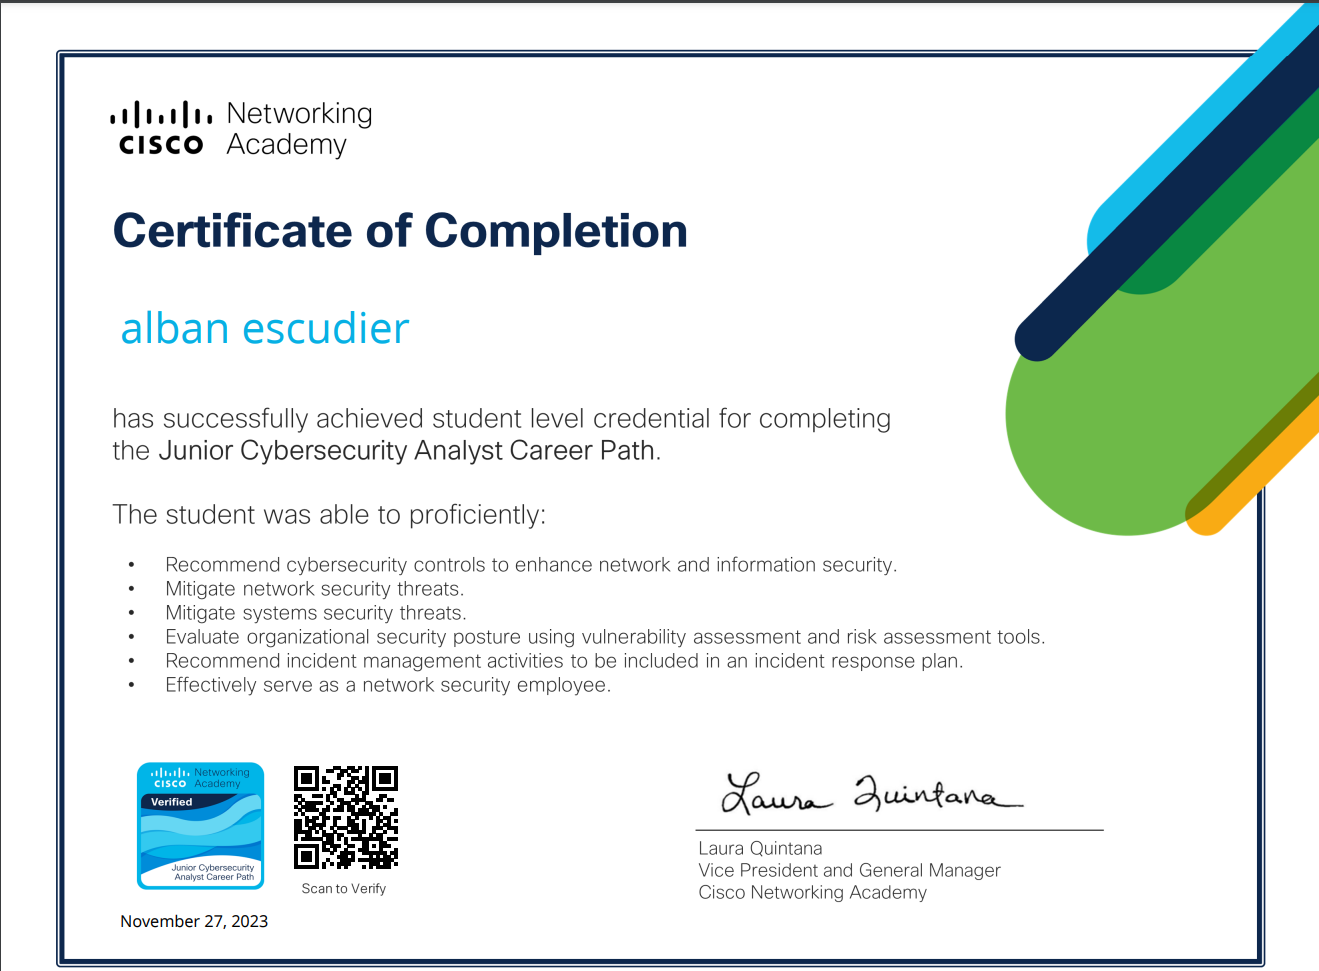 CISCO Networking Academy
Certificate of Completion
alban escudier
has successfully achieved student level credential for completing
the Junior Cybersecurity Analyst Career Path.
The student was able to proficiently:
• Recommend cybersecurity controls to enhance network and information security.
• Mitigate network security threats.
• Mitigate systems security threats.
• Evaluate organizational security posture using vulnerability assessment and risk assessment tools.
• Recommend incident management activities to be included in an incident response plan.
• Effectively serve as a network security employee.
CISCO Networking Academy
Verified
Junior Cybersecurity
Analyst Career Path
Scan to Verify
November 27, 2023
Laura Quintana
Laura Quintana
Vice President and General Manager
Cisco Networking Academy